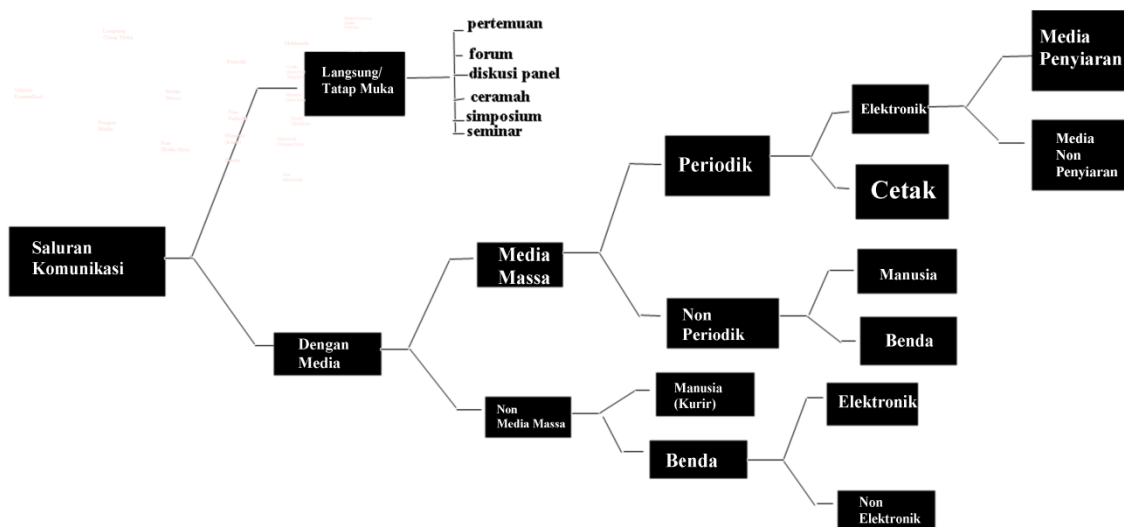 pertemuan
forum
diskusi panel
ceramah
simposium
seminar
Langsung/
Tatap Muka
Media
Penyiaran
Elektronik
Media
Non
Penyiaran
Periodik
Cetak
Saluran
Komunikasi
Media
Massa
Manusia
Non
Periodik
Benda
Dengan
Media
Manusia
(Kurir)
Elektronik
Non
Media Massa
Benda
Non
Elektronik